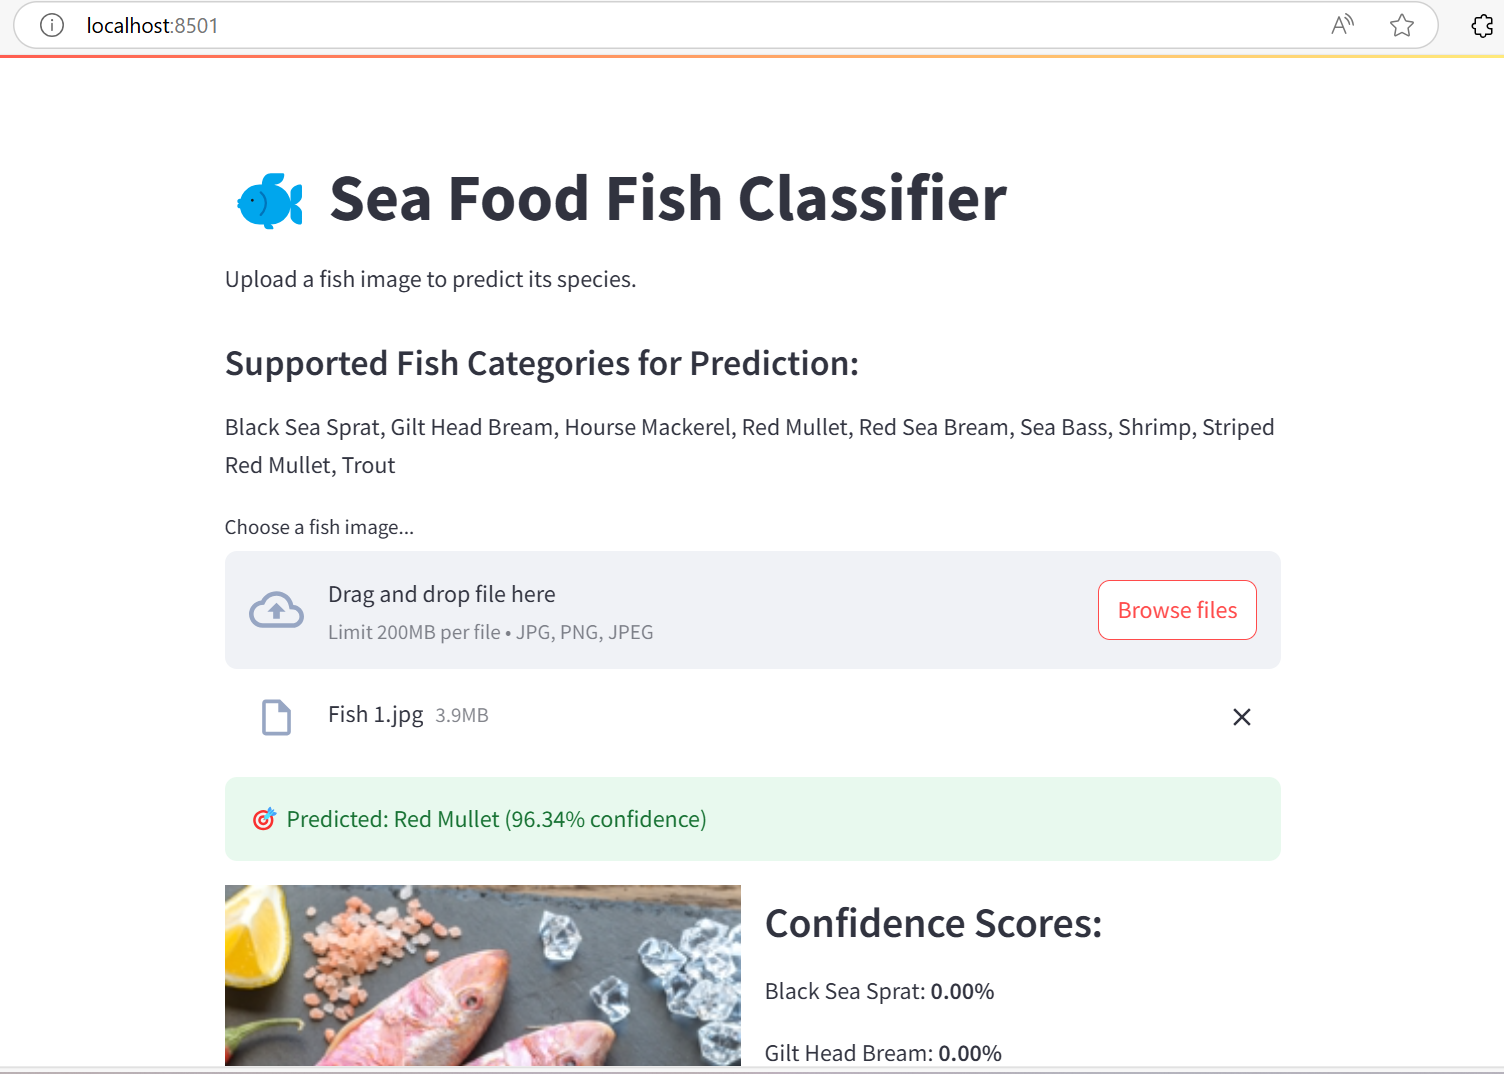 localhost:8501
Sea Food Fish Classifier
Upload a fish image to predict its species.
Supported Fish Categories for Prediction:
Black Sea Sprat, Gilt Head Bream, Hourse Mackerel, Red Mullet, Red Sea Bream, Sea Bass, Shrimp, Striped
Red Mullet, Trout
Choose a fish image...
Drag and drop file here
Limit 200MB per file • JPG, PNG, JPEG
Browse files
Fish 1.jpg 3.9MB
Predicted: Red Mullet (96.34% confidence)
Confidence Scores:
Black Sea Sprat: 0.00%
Gilt Head Bream: 0.00%